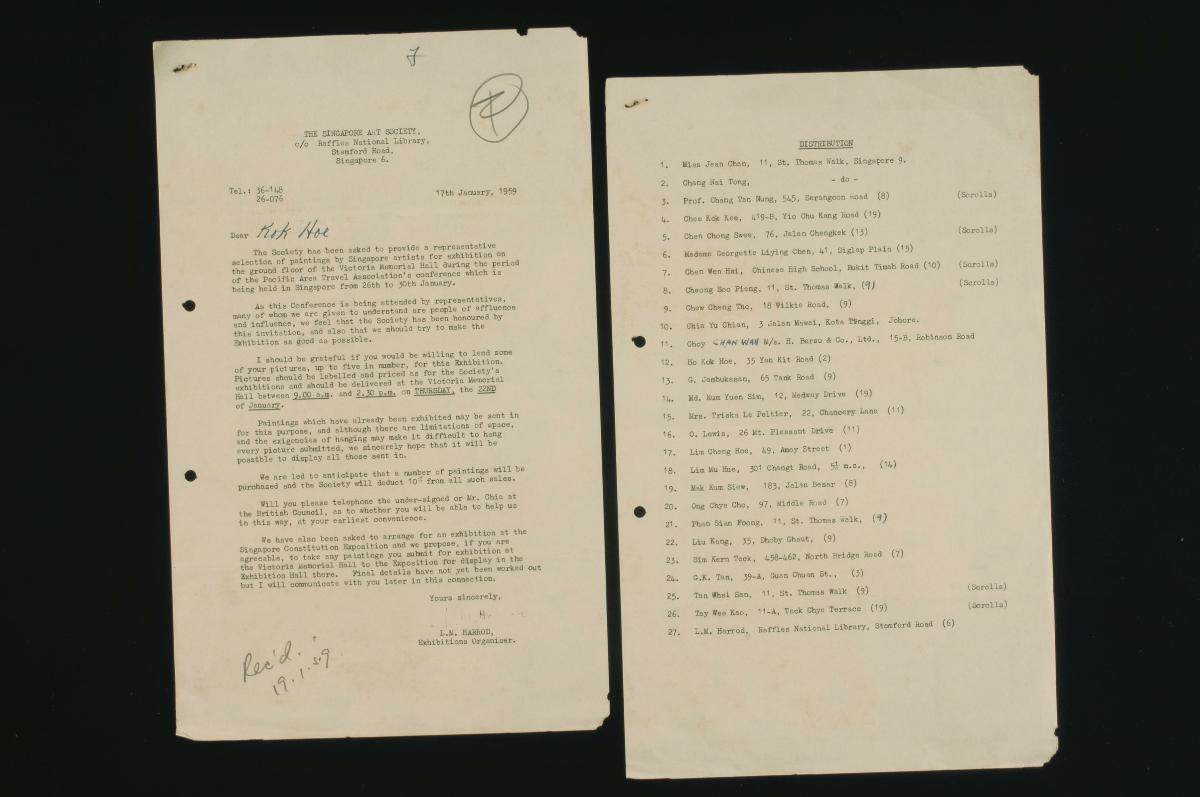 THE SINGAPORE ART SOCIETY,
c/o Raffles National Library,
Stamford Road,
Singapore 6.
Tel.: 36-148
26-076
17th January, 1959
Dear Kok Hoe
The Society has been asked to provide a representative
selection of paintings by Singapore artists for exhibition on
the ground floor of the Victoria Memorial Hall during the period
of the Pacific Area Travel Association's conference which is
being held in Singapore from 26th to 30th January.
As this Conference is being attended by representatives,
many of whom we are given to understand are people of affluence
and influence, we feel that the Society has been honoured by
this invitation, and also that we should try to make the
Exhibition as good as possible.
I should be grateful if you would be willing to lend some
of your pictures, up to five in number, for this Exhibition.
Pictures should be labelled and priced as for the Society's
exhibitions and should be delivered at the Victoria Memorial
Hall between 9.00 a.m. and 2.30 p.m. on THURSDAY, the 22ND
of January.
Paintings which have already been exhibited may be sent in
for this purpose, and although there are limitations of space,
and the exigencies of hanging may make it difficult to hang
every picture submitted, we sincerely hope that it will be
possible to display all those sent in.
We are led to anticipate that a number of paintings will be
purchased and the Society will deduct 10% from all such sales.
Will you please telephone the under-signed or Mr. Chia at
the British Council, as to whether you will be able to help us
in this way, at your earliest convenience.
We have also been asked to arrange for an exhibition at the
Singapore Constitution Exposition and we propose, if you are
agreeable, to take any paintings you submit for exhibition at
the Victoria Memorial Hall to the Exposition for display in the
Exhibition Hall there. Final details have not yet been worked out
but I will communicate with you later in this connection.
Yours sincerely,
L.M. HARROD,
Exhibitions Organiser.
Rec'd.
19.1.59
DISTRIBUTION
1. Miss Jean Chan, 11, St. Thomas Walk, Singapore 9.
2. Chang Nai Tong, - do -
3. Prof. Chang Tan Nung, 545, Serangoon Road (8) (Scrolls)
4. Chee Kok Kee, 419-B, Yio Chu Kang Road (19)
5. Chen Chong Swee, 76, Jalan Chengkek (13) (Scrolls)
6. Madame Georgette Liying Chen, 41, Siglap Plain (15)
7. Chen Wen Hsi, Chinese High School, Bukit Timah Road (10) (Scrolls)
8. Cheong Soo Pieng, 11, St. Thomas Walk, (9) (Scrolls)
9. Chew Cheng Tho, 18 Wilkie Road, (9)
10. Chia Yu Chian, 3 Jalan Mawai, Kota Tinggi, Johore.
11. Choy CHAN WAH M/s. H. Bersu & Co., Ltd., 15-B, Robinson Road
12. Ho Kok Hoe, 35 Yan Kit Road (2)
13. G. Jambukesan, 65 Tank Road (9)
14. Md. Kum Yuen Sim, 12, Medway Drive (19)
15. Mrs. Triska Le Peltier, 22, Chancery Lane (11)
16. O. Lewis, 26 Mt. Pleasant Drive (11)
17. Lim Cheng Hoe, 49, Amoy Street (1)
18. Lim Mu Hue, 301 Changi Road, 5½ m.s., (14)
19. Mak Kum Siew, 183, Jalan Besar (8)
20. Ong Chye Cho, 97, Middle Road (7)
21. Phan Sian Foong, 11, St. Thomas Walk, (9)
22. Liu Kang, 35, Dhoby Ghaut, (9)
23. Sim Kern Teck, 458-462, North Bridge Road (7)
24. G.K. Tan, 39-A, Guan Chuan St., (3)
25. Tan Whei San, 11, St. Thomas Walk (9) (Scrolls)
26. Tay Wee Kao, 11-A, Teck Chye Terrace (19) (Scrolls)
27. L.M. Harrod, Raffles National Library, Stamford Road (6)